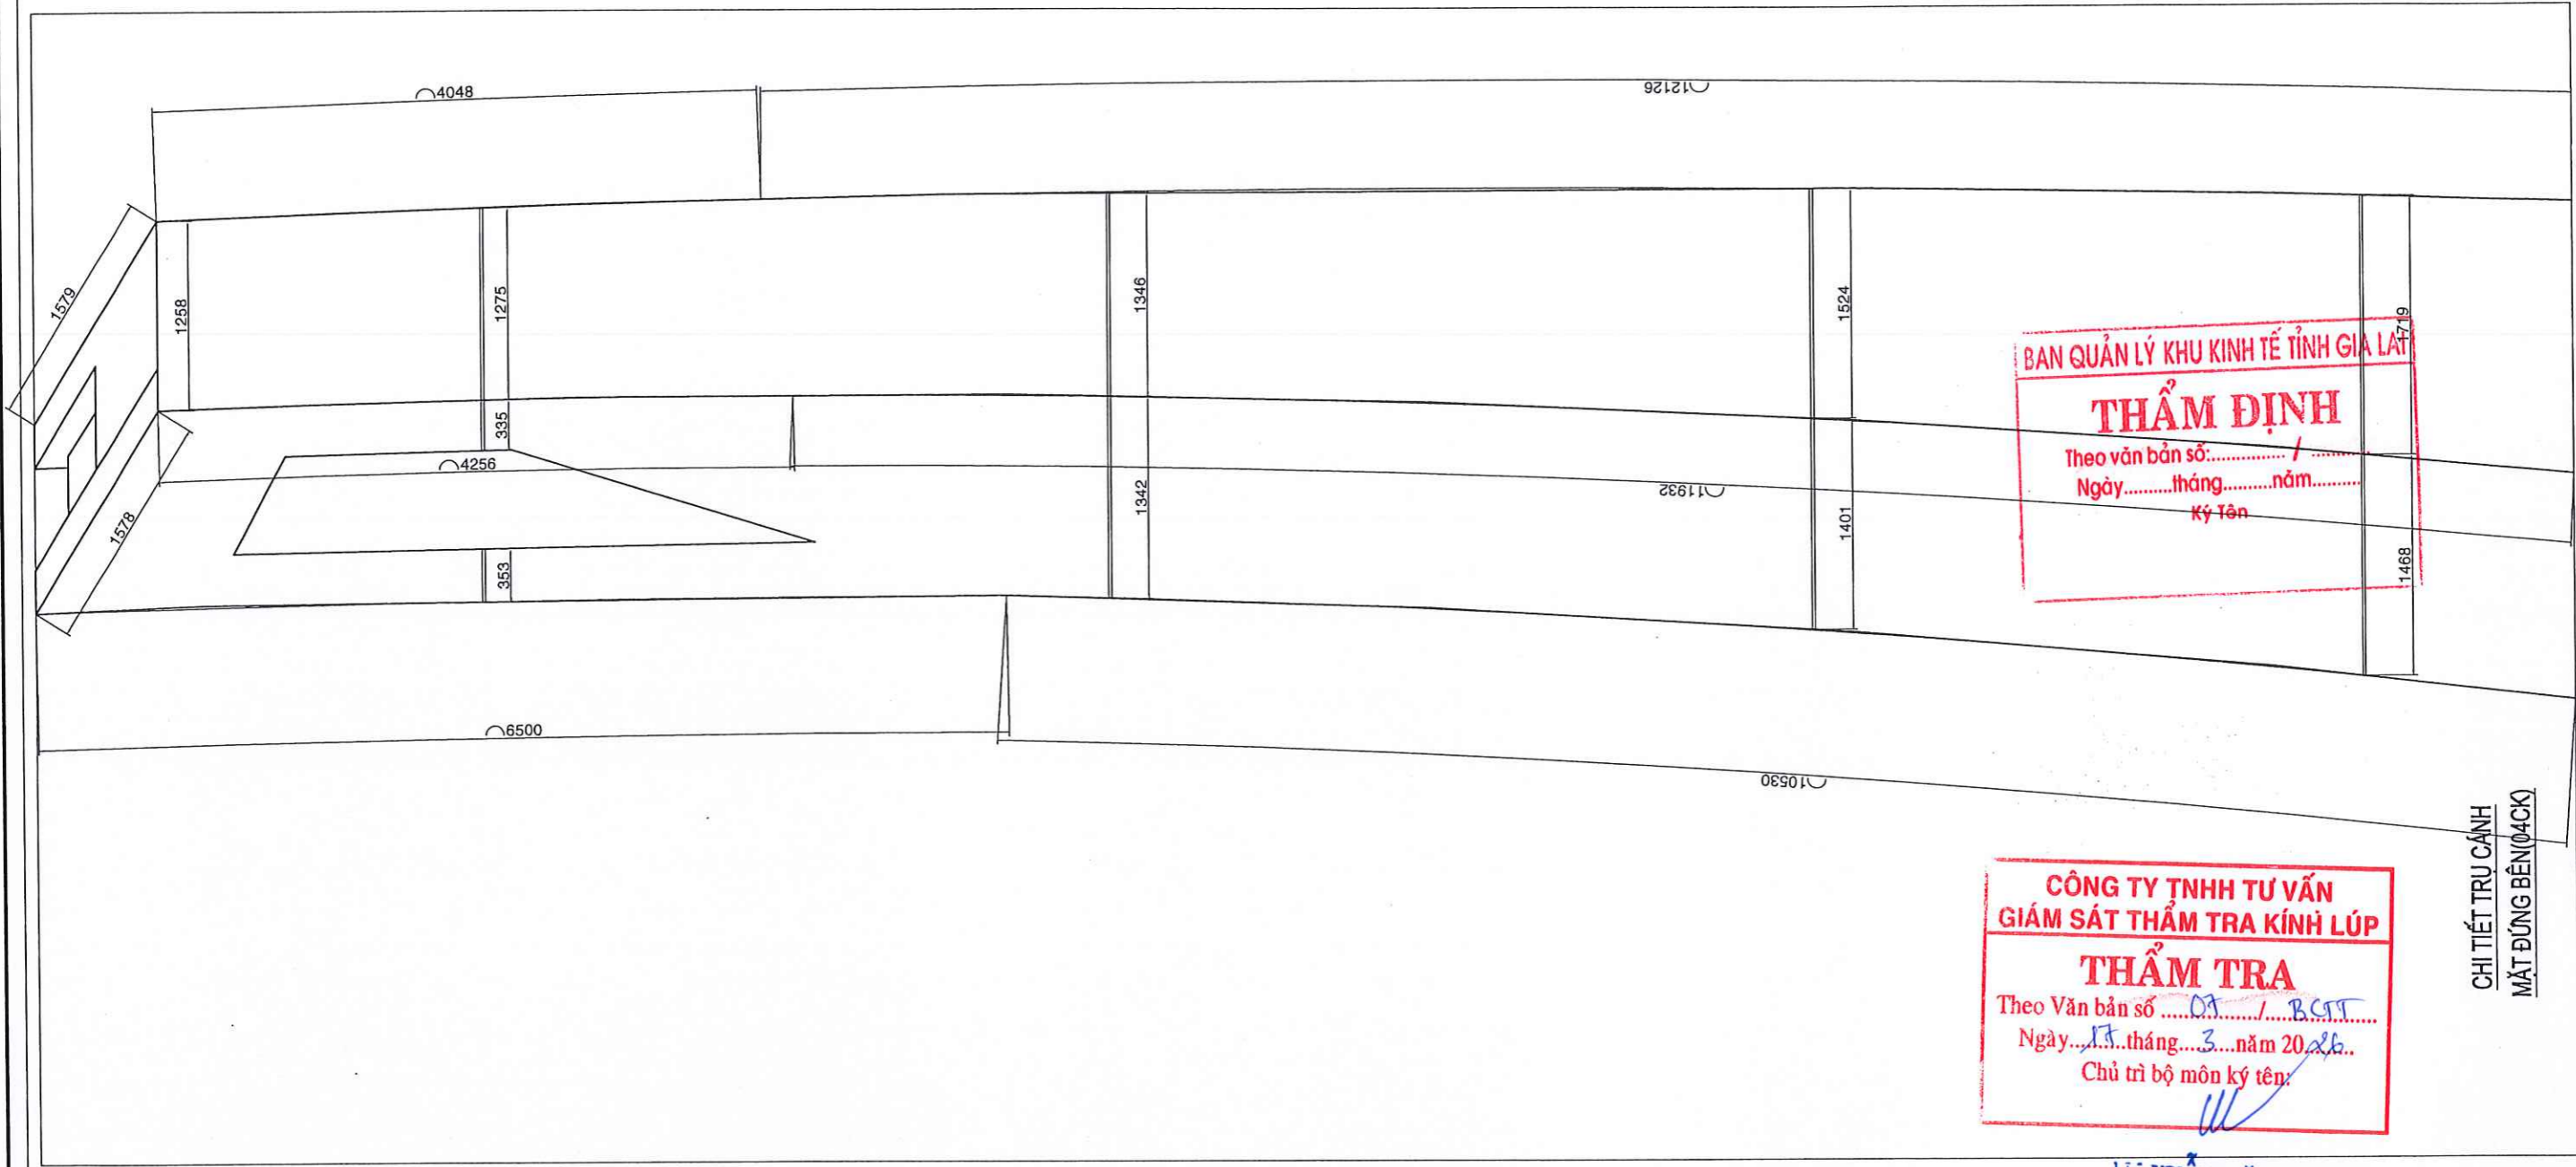 4048
12126
1579
1258
1275
1346
1524
1719
335
4256
11932
1578
353
1342
1401
1468
6500
10530
BAN QUẢN LÝ KHU KINH TẾ TỈNH GIA LAI
THẨM ĐỊNH
Theo văn bản số:............... / ..........
Ngày.........tháng.........năm.........
Ký Tên
CÔNG TY TNHH TƯ VẤN
GIÁM SÁT THẨM TRA KÍNH LÚP
THẨM TRA
Theo Văn bản số .....07....../....BCTT.....
Ngày...17..tháng...3...năm 20.26..
Chủ trì bộ môn ký tên:
CHI TIẾT TRỤ CÁNH
MẶT ĐỨNG BÊN(04CK)